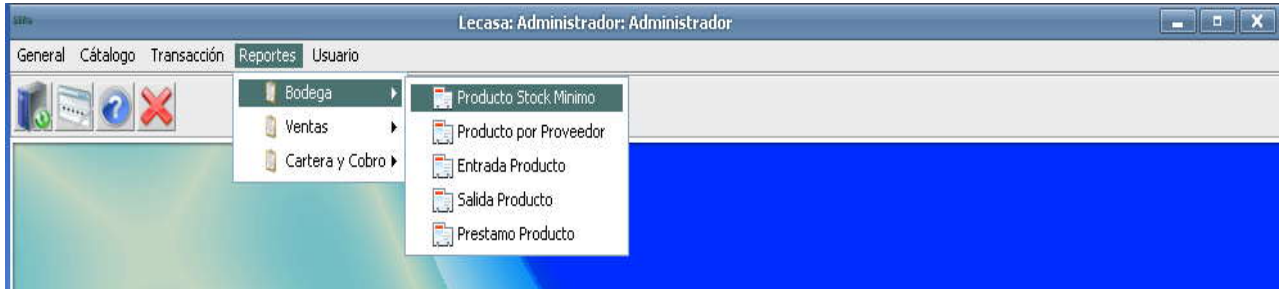 Lecasa: Administrador: Administrador
General Cátalogo Transacción Reportes Usuario
Bodega
Ventas
Cartera y Cobro
Producto Stock Minimo
Producto por Proveedor
Entrada Producto
Salida Producto
Prestamo Producto